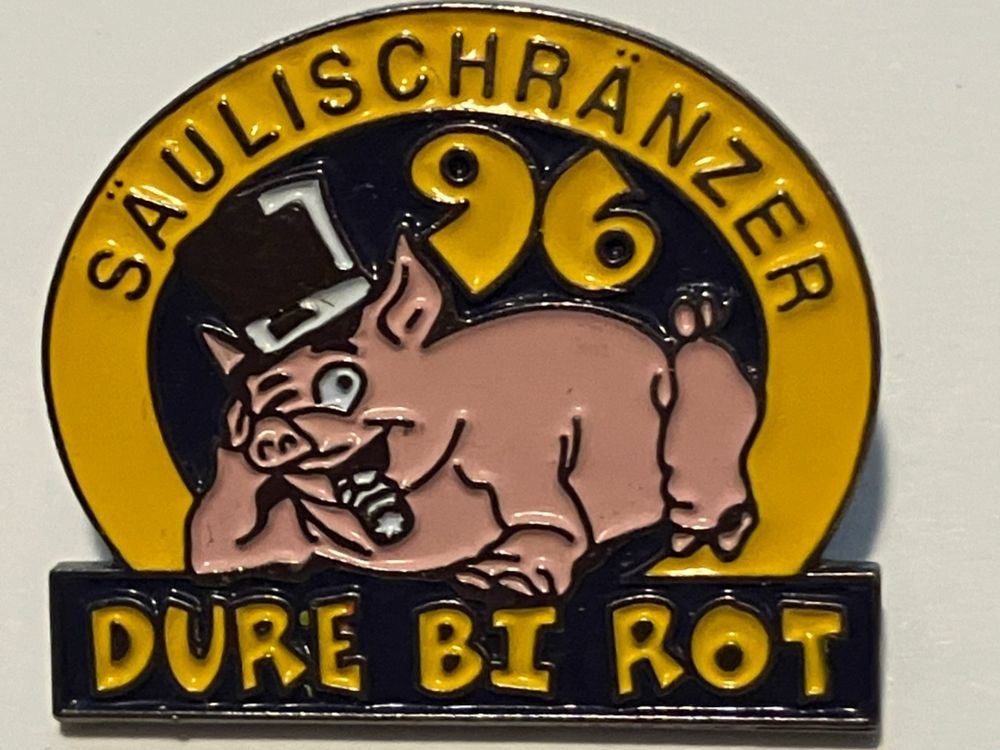 SÄULISCHRÄNZER
96
DURE BI ROT